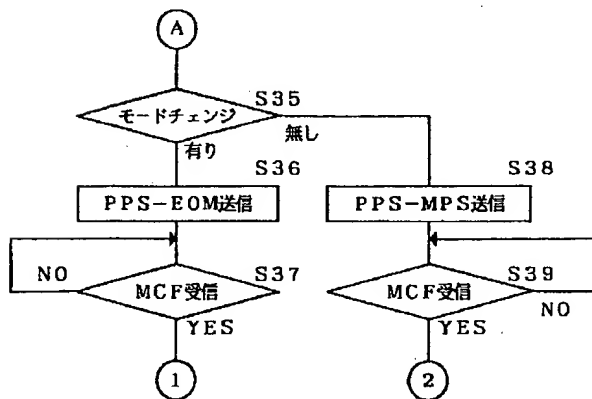 A
S35
モードチェンジ
無し
有り
S36
PPS-EOM送信
S38
PPS-MPS送信
NO
S37
MCF受信
YES
S39
MCF受信
NO
YES
1
2